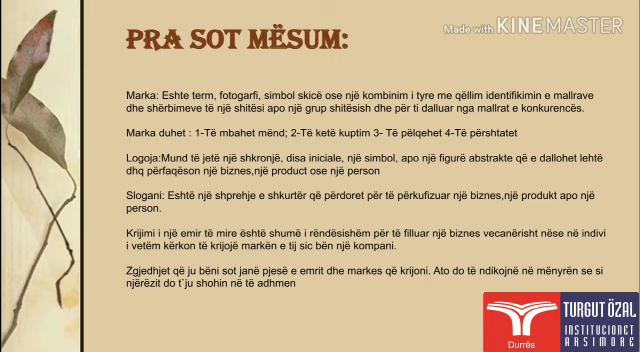 Made with KINEMASTER
PRA SOT MËSUM:
Marka: Eshte term, fotogarfi, simbol skicë ose një kombinim i tyre me qëllim identifikimin e mallrave
dhe shërbimeve të një shitësi apo një grup shitësish dhe për ti dalluar nga mallrat e konkurencës.
Marka duhet : 1-Të mbahet mënd; 2-Të ketë kuptim 3- Të pëlqehet 4-Të përshtatet
Logoja:Mund të jetë një shkronjë, disa iniciale, një simbol, apo një figurë abstrakte që e dallohet lehtë
dhq përfaqëson një biznes,një product ose një person
Slogani: Eshtë një shprehje e shkurtër që përdoret për të përkufizuar një biznes,një produkt apo një
person.
Krijimi i një emir të mire është shumë i rëndësishëm për të filluar një biznes vecanërisht nëse në indivi
i vetëm kërkon të krijojë markën e tij sic bën një kompani.
Zgjedhjet që ju bëni sot janë pjesë e emrit dhe markes që krijoni. Ato do të ndikojnë në mënyrën se si
njërëzit do t`ju shohin në të adhmen
TURGUT ÖZAL
INSTITUCIONET
ARSIMORE
Durrës